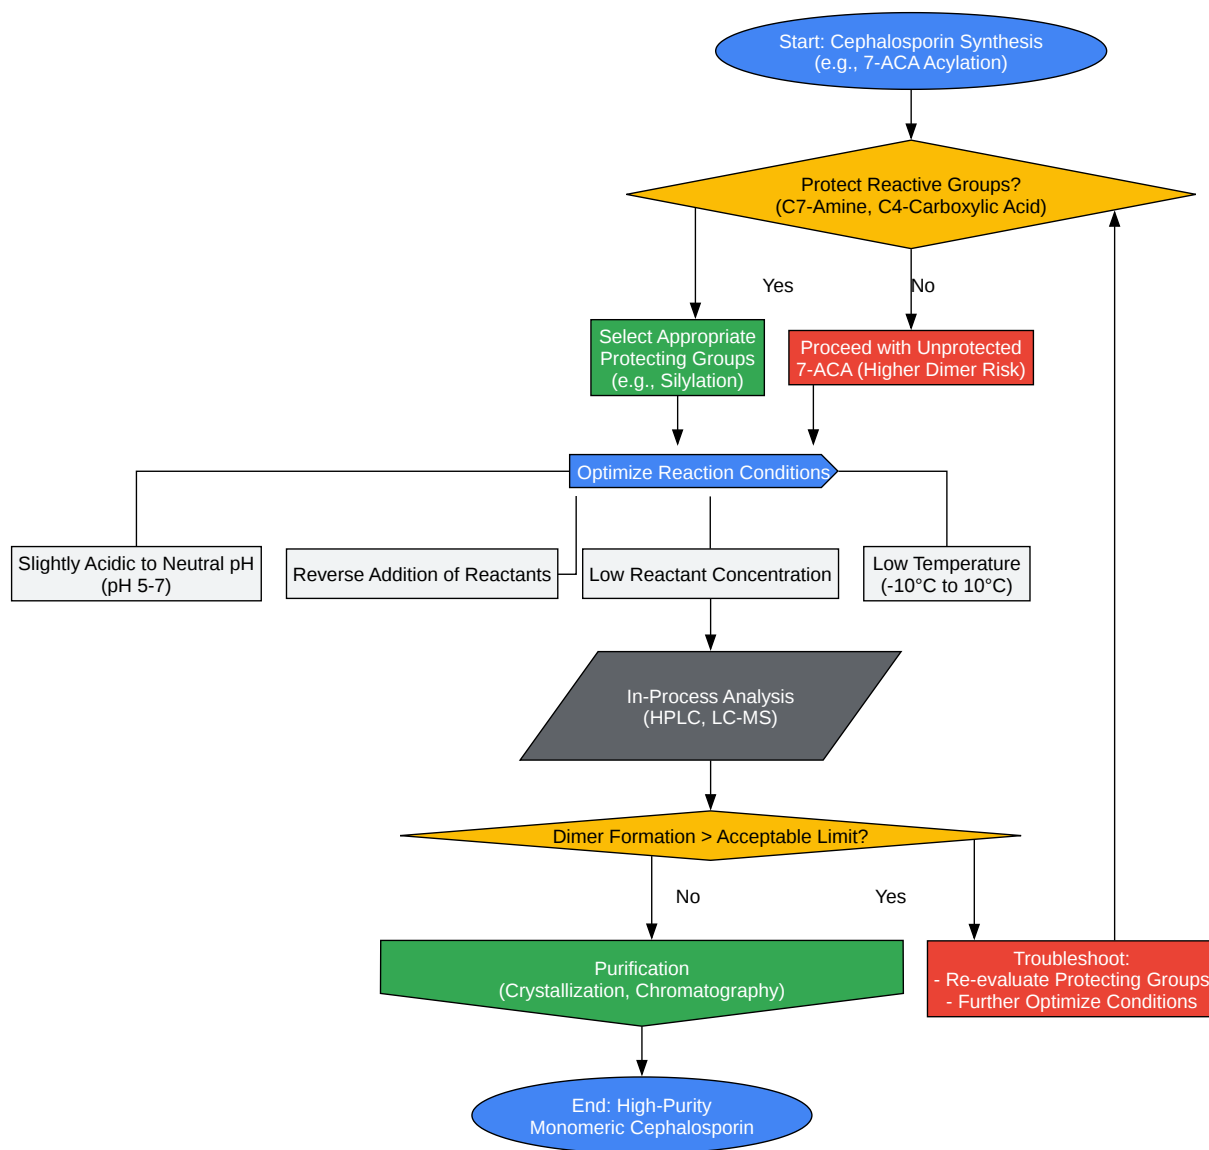 Start: Cephalosporin Synthesis
(e.g., 7-ACA Acylation)
Protect Reactive Groups?
(C7-Amine, C4-Carboxylic Acid)
Yes
No
Select Appropriate
Protecting Groups
(e.g., Silylation)
Proceed with Unprotected
7-ACA (Higher Dimer Risk)
Optimize Reaction Conditions
Slightly Acidic to Neutral pH
(pH 5-7)
Reverse Addition of Reactants
Low Reactant Concentration
Low Temperature
(-10°C to 10°C)
In-Process Analysis
(HPLC, LC-MS)
Dimer Formation > Acceptable Limit?
No
Yes
Purification
(Crystallization, Chromatography)
Troubleshoot:
- Re-evaluate Protecting Groups
- Further Optimize Conditions
End: High-Purity
Monomeric Cephalosporin